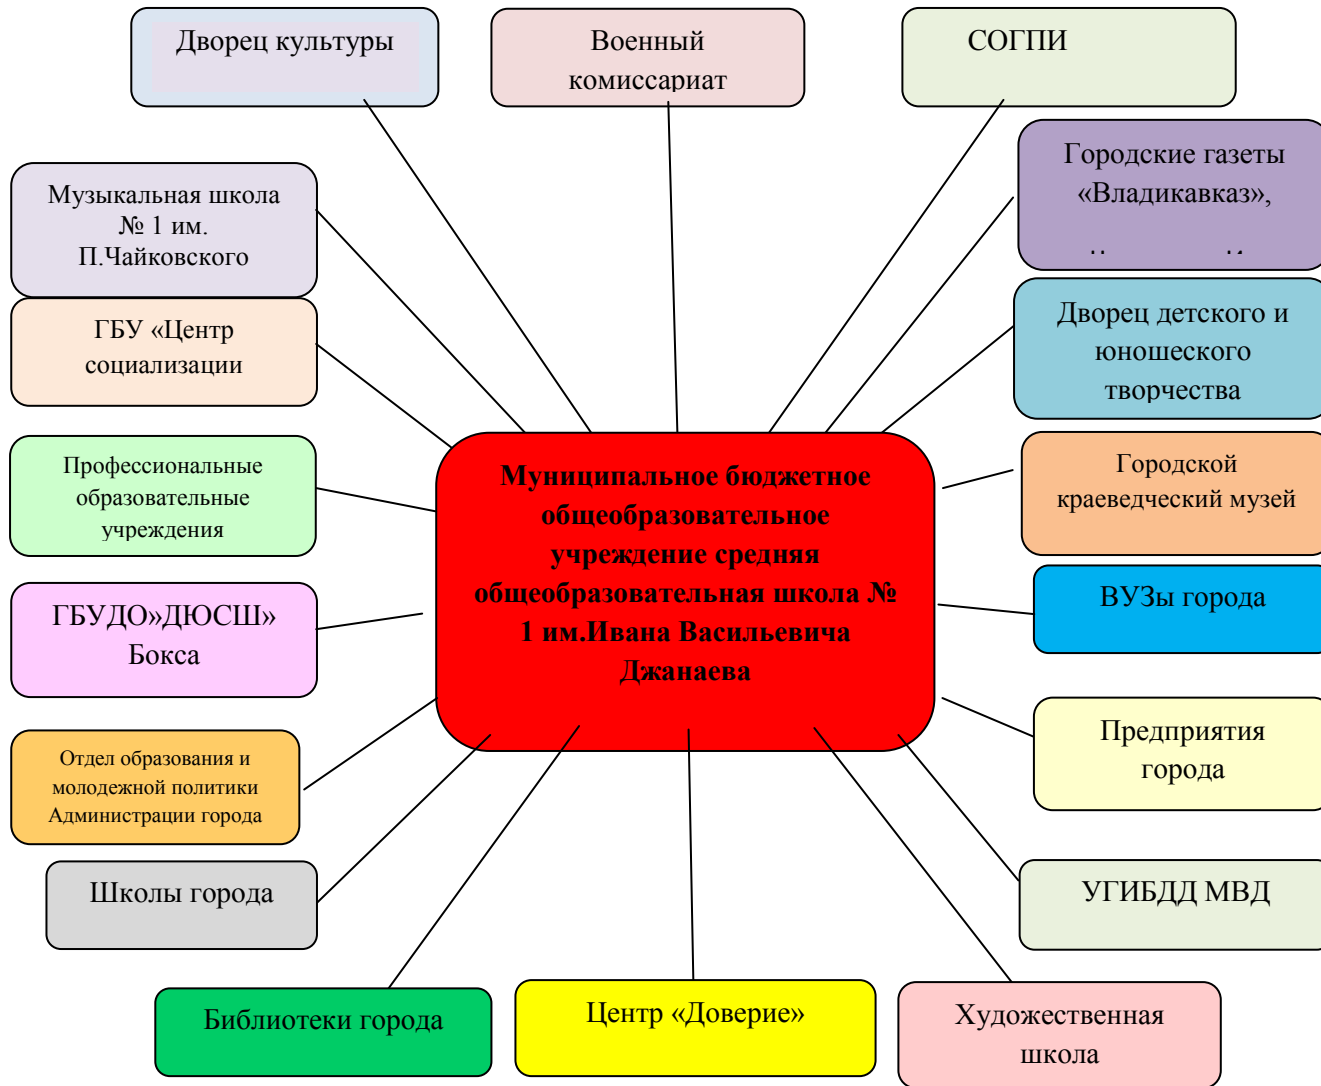 Дворец культуры
Военный
комиссариат
СОГПИ
Городские газеты
«Владикавказ»,
Музыкальная школа
№ 1 им.
П.Чайковского
ГБУ «Центр
социализации
Дворец детского и
юношеского
творчества
Муниципальное бюджетное
общеобразовательное
учреждение средняя
общеобразовательная школа №
1 им.Ивана Васильевича
Джанаева
Профессиональные
образовательные
учреждения
Городской
краеведческий музей
ГБУДО»ДЮСШ»
Бокса
ВУЗы города
Отдел образования и
молодежной политики
Администрации города
Предприятия
города
Школы города
УГИБДД МВД
Библиотеки города
Центр «Доверие»
Художественная
школа